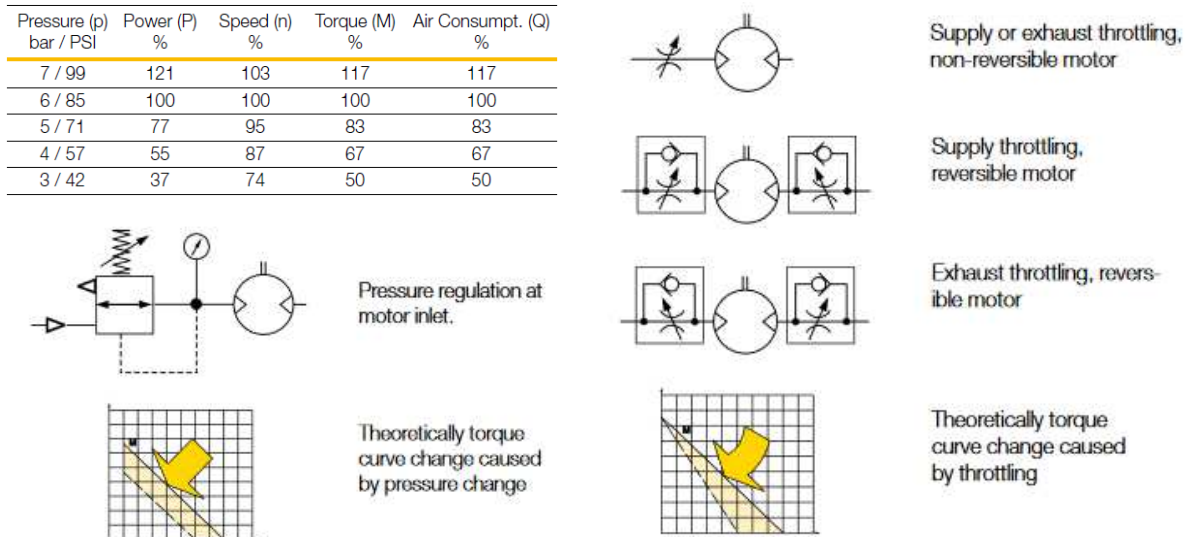 Pressure (p) Power (P) Speed (n) Torque (M) Air Consumpt. (Q)
bar / PSI % % % %
7 / 99 121 103 117 117
6 / 85 100 100 100 100
5 / 71 77 95 83 83
4 / 57 55 87 67 67
3 / 42 37 74 50 50
Pressure regulation at
motor inlet.
M
Theoretically torque
curve change caused
by pressure change
Supply or exhaust throttling,
non-reversible motor
Supply throttling,
reversible motor
Exhaust throttling, revers-
ible motor
M
Theoretically torque
curve change caused
by throttling